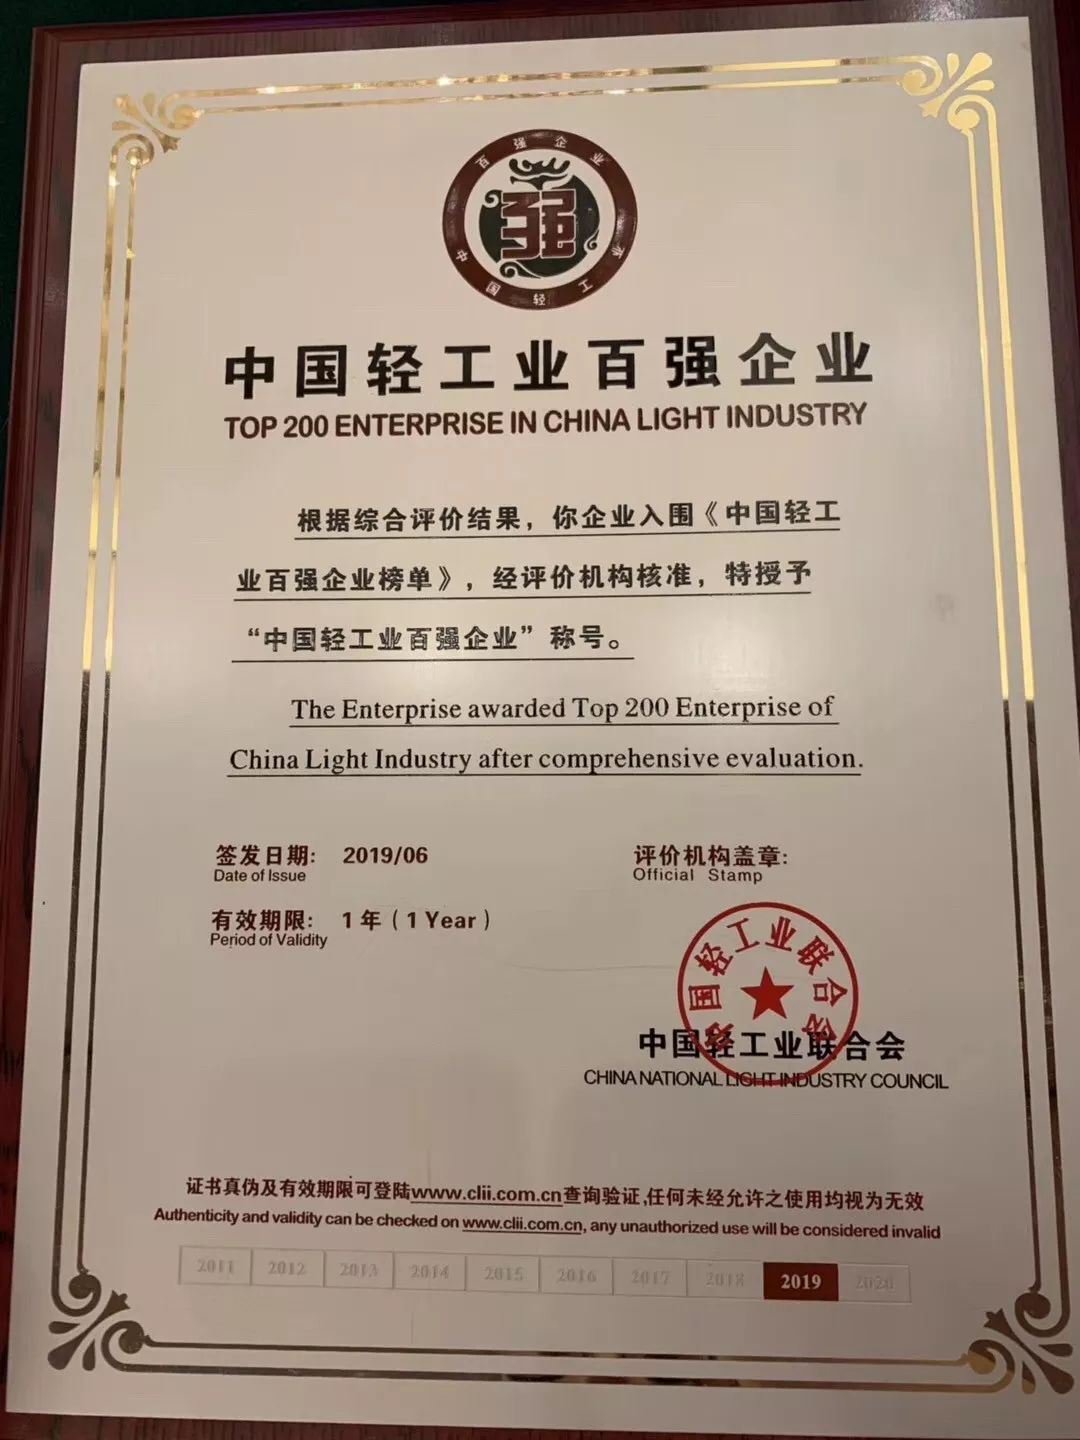 中国轻工业百强企业
强
中国轻工业百强企业
TOP 200 ENTERPRISE IN CHINA LIGHT INDUSTRY
根据综合评价结果，你企业入围《中国轻工
业百强企业榜单》，经评价机构核准，特授予
“中国轻工业百强企业”称号。
The Enterprise awarded Top 200 Enterprise of
China Light Industry after comprehensive evaluation.
签发日期： 2019/06
Date of Issue
评价机构盖章：
Official Stamp
有效期限： 1 年（1 Year）
Period of Validity
中国轻工业联合会
中国轻工业联合会
CHINA NATIONAL LIGHT INDUSTRY COUNCIL
证书真伪及有效期限可登陆www.clii.com.cn查询验证,任何未经允许之使用均视为无效
Authenticity and validity can be checked on www.clii.com.cn, any unauthorized use will be considered invalid
2011 2012 2013 2014 2015 2016 2017 2018 2019 2020